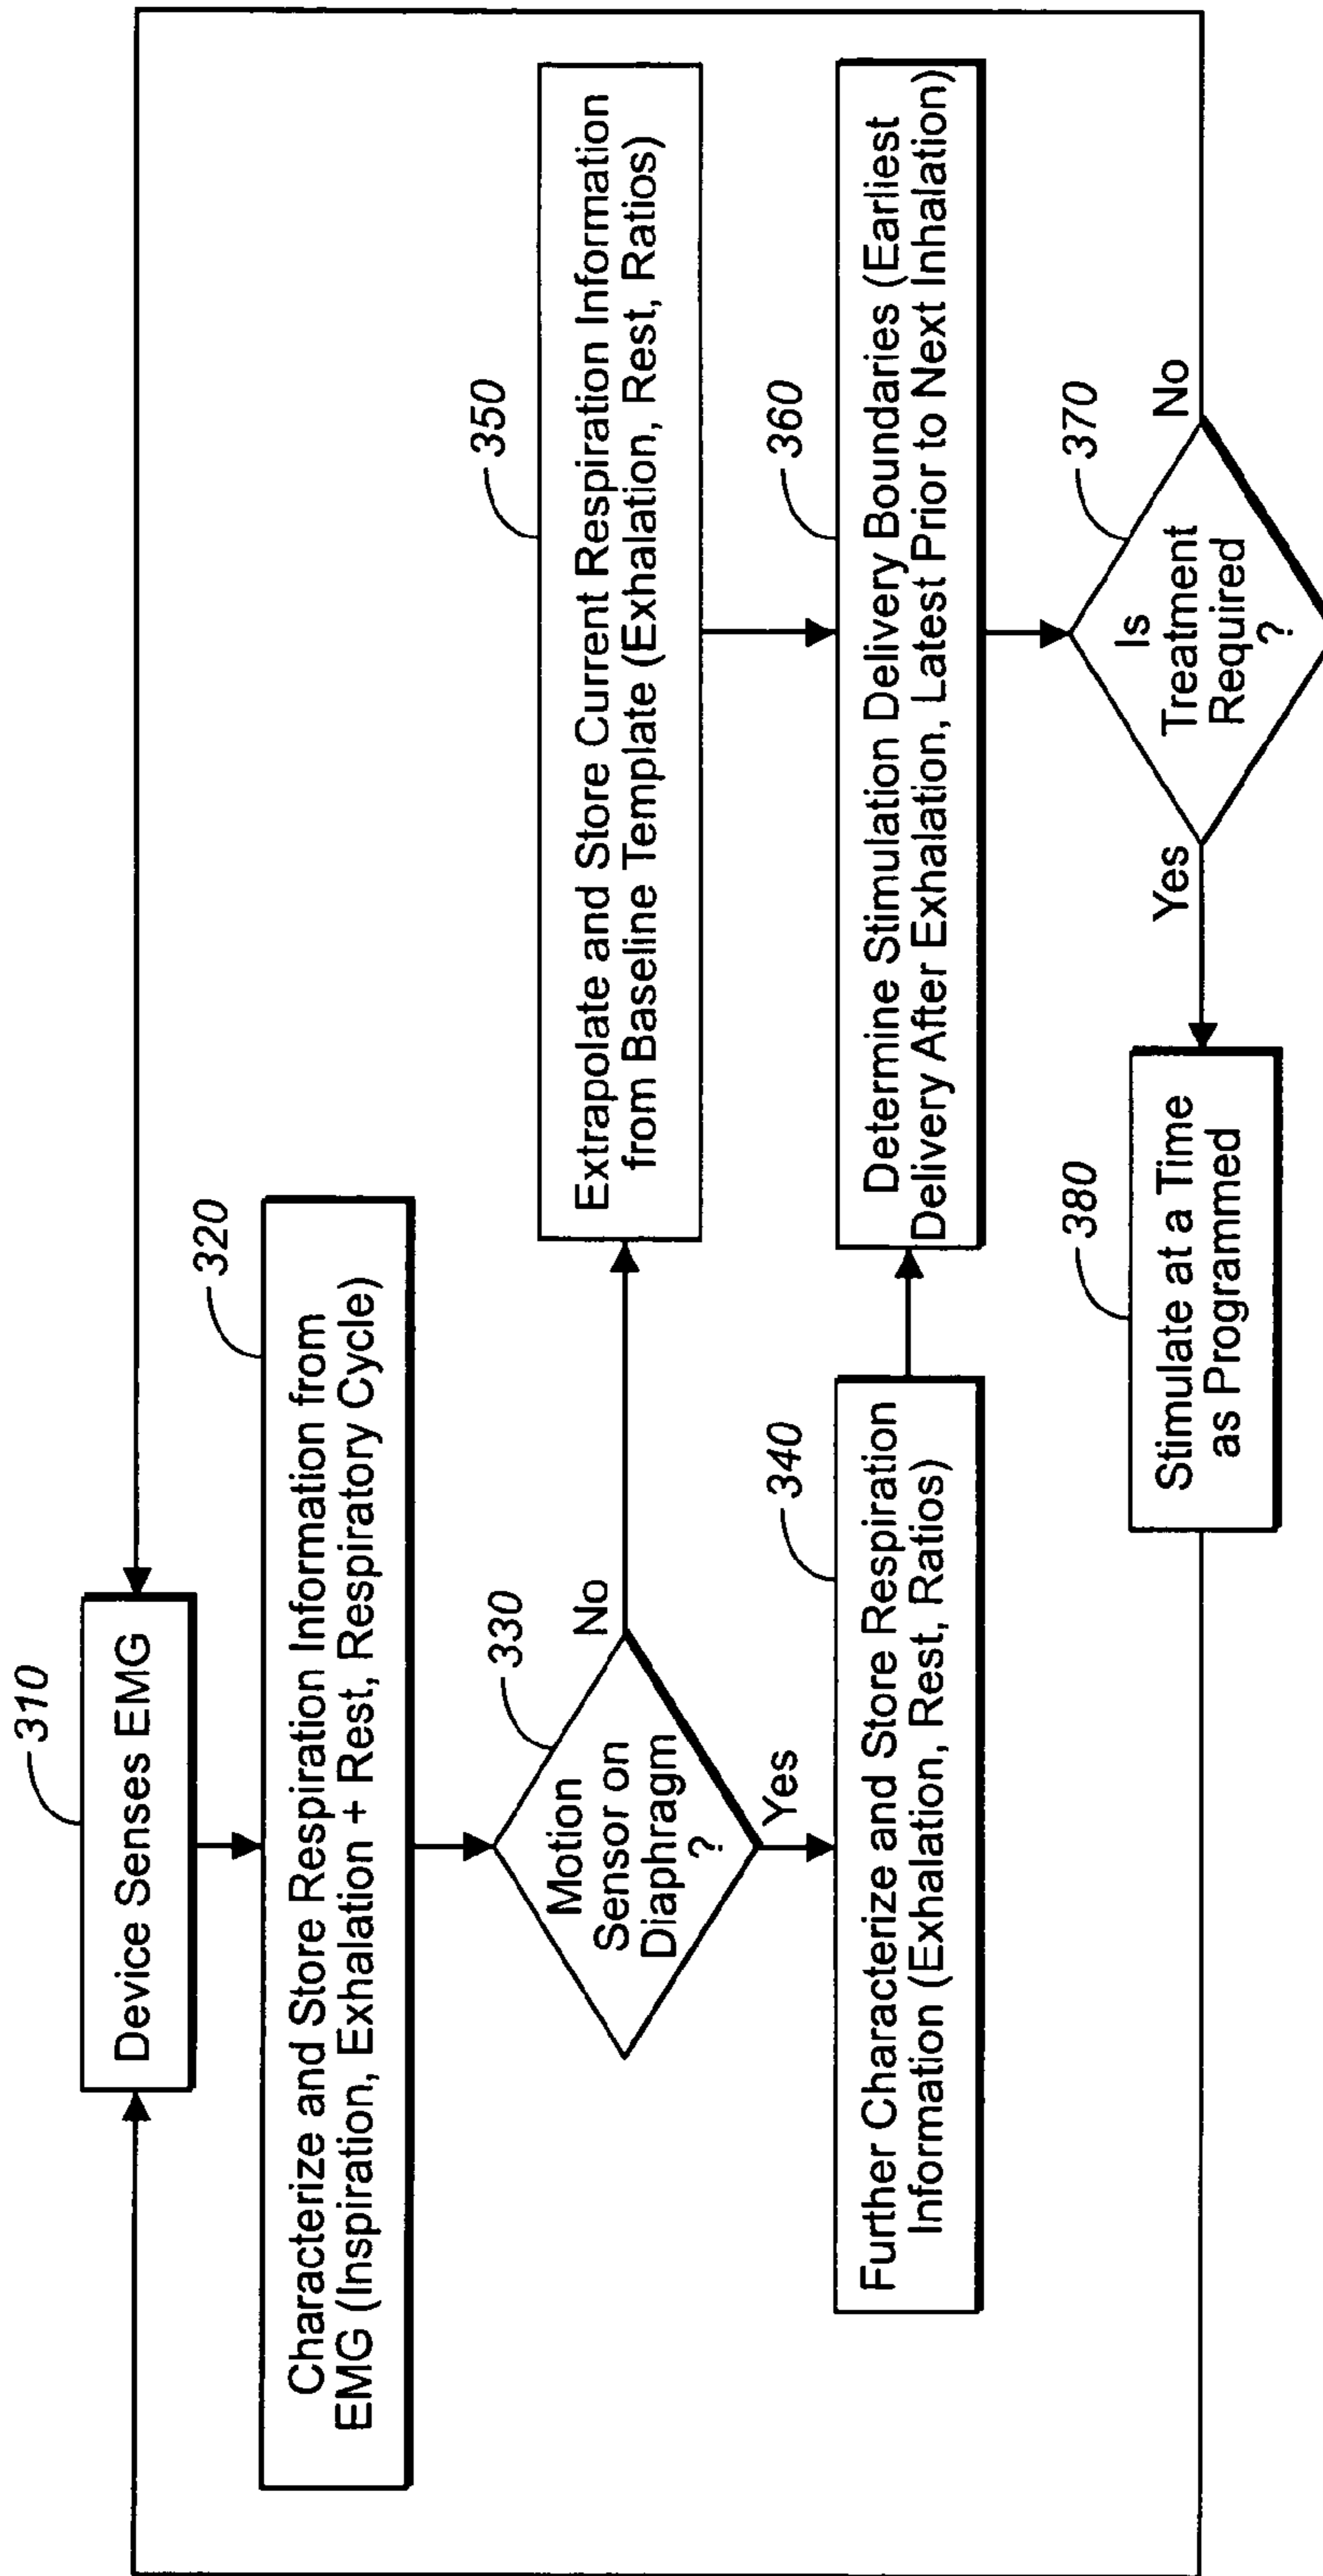 310
Device Senses EMG
320
Characterize and Store Respiration Information from
EMG (Inspiration, Exhalation + Rest, Respiratory Cycle)
330
Motion
Sensor on
Diaphragm
?
No
Yes
340
Further Characterize and Store Respiration
Information (Exhalation, Rest, Ratios)
350
Extrapolate and Store Current Respiration Information
from Baseline Template (Exhalation, Rest, Ratios)
360
Determine Stimulation Delivery Boundaries (Earliest
Delivery After Exhalation, Latest Prior to Next Inhalation)
370
Is
Treatment
Required
?
Yes
No
380
Stimulate at a Time
as Programmed